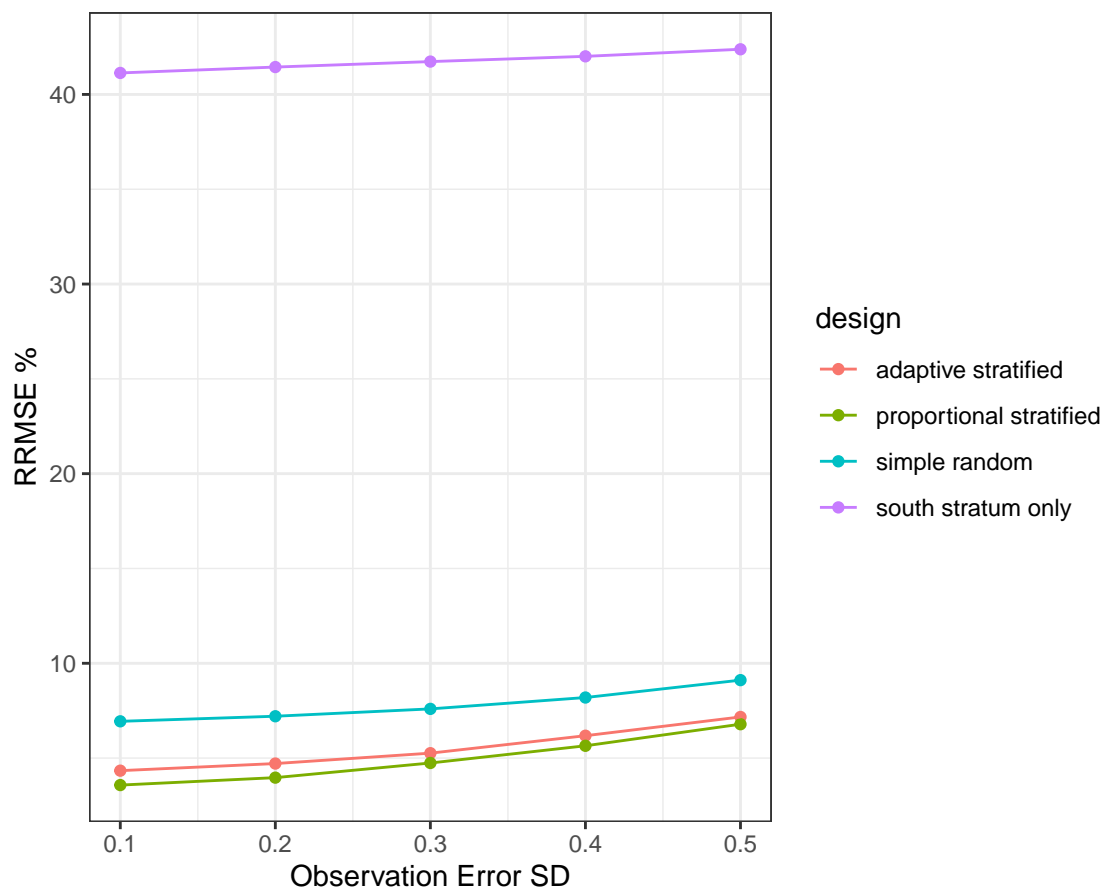 40
30
20
10
RRMSE %
0.1 0.2 0.3 0.4 0.5
Observation Error SD
design
adaptive stratified
proportional stratified
simple random
south stratum only